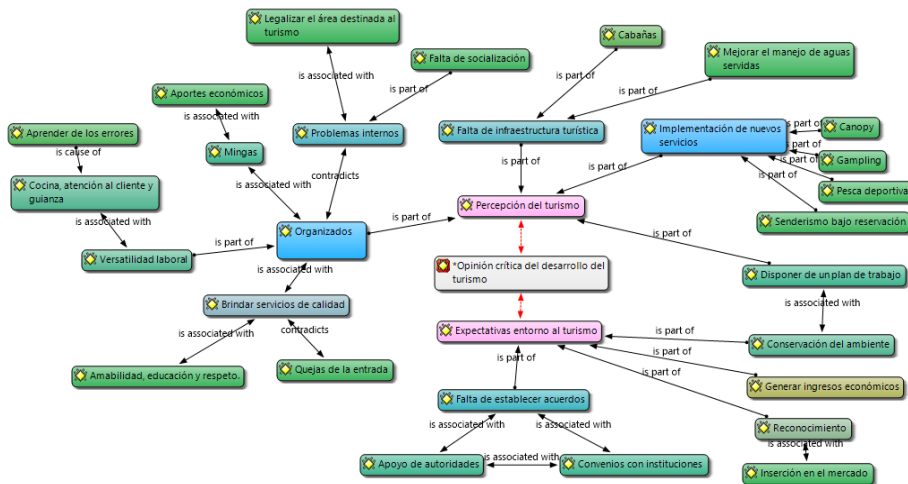 Legalizar el área destinada al
turismo
is associated with
Falta de socialización
is part of
Cabañas
is part of
Mejorar el manejo de aguas
servidas
is part of
Aportes económicos
is associated with
Problemas internos
Falta de infraestructura turística
Implementación de nuevos
servicios
is part of
Canopy
is part of
Gampling
is part of
Pesca deportiva
is part of
Senderismo bajo reservación
Aprender de los errores
is cause of
Mingas
is associated with
contradicts
is part of
is part of
Cocina, atención al cliente y
guianza
is associated with
Percepción del turismo
Organizados
is part of
Versatilidad laboral
is part of
is associated with
is part of
*Opinión crítica del desarrollo del
turismo
Disponer de un plan de trabajo
is associated with
Brindar servicios de calidad
is associated with
contradicts
Expectativas entorno al turismo
is part of
Conservación del ambiente
is part of
is part of
is part of
Amabilidad, educación y respeto.
Quejas de la entrada
Generar ingresos económicos
Falta de establecer acuerdos
is associated with
is associated with
Reconocimiento
is associated with
Apoyo de autoridades
is associated with
Convenios con instituciones
Inserción en el mercado